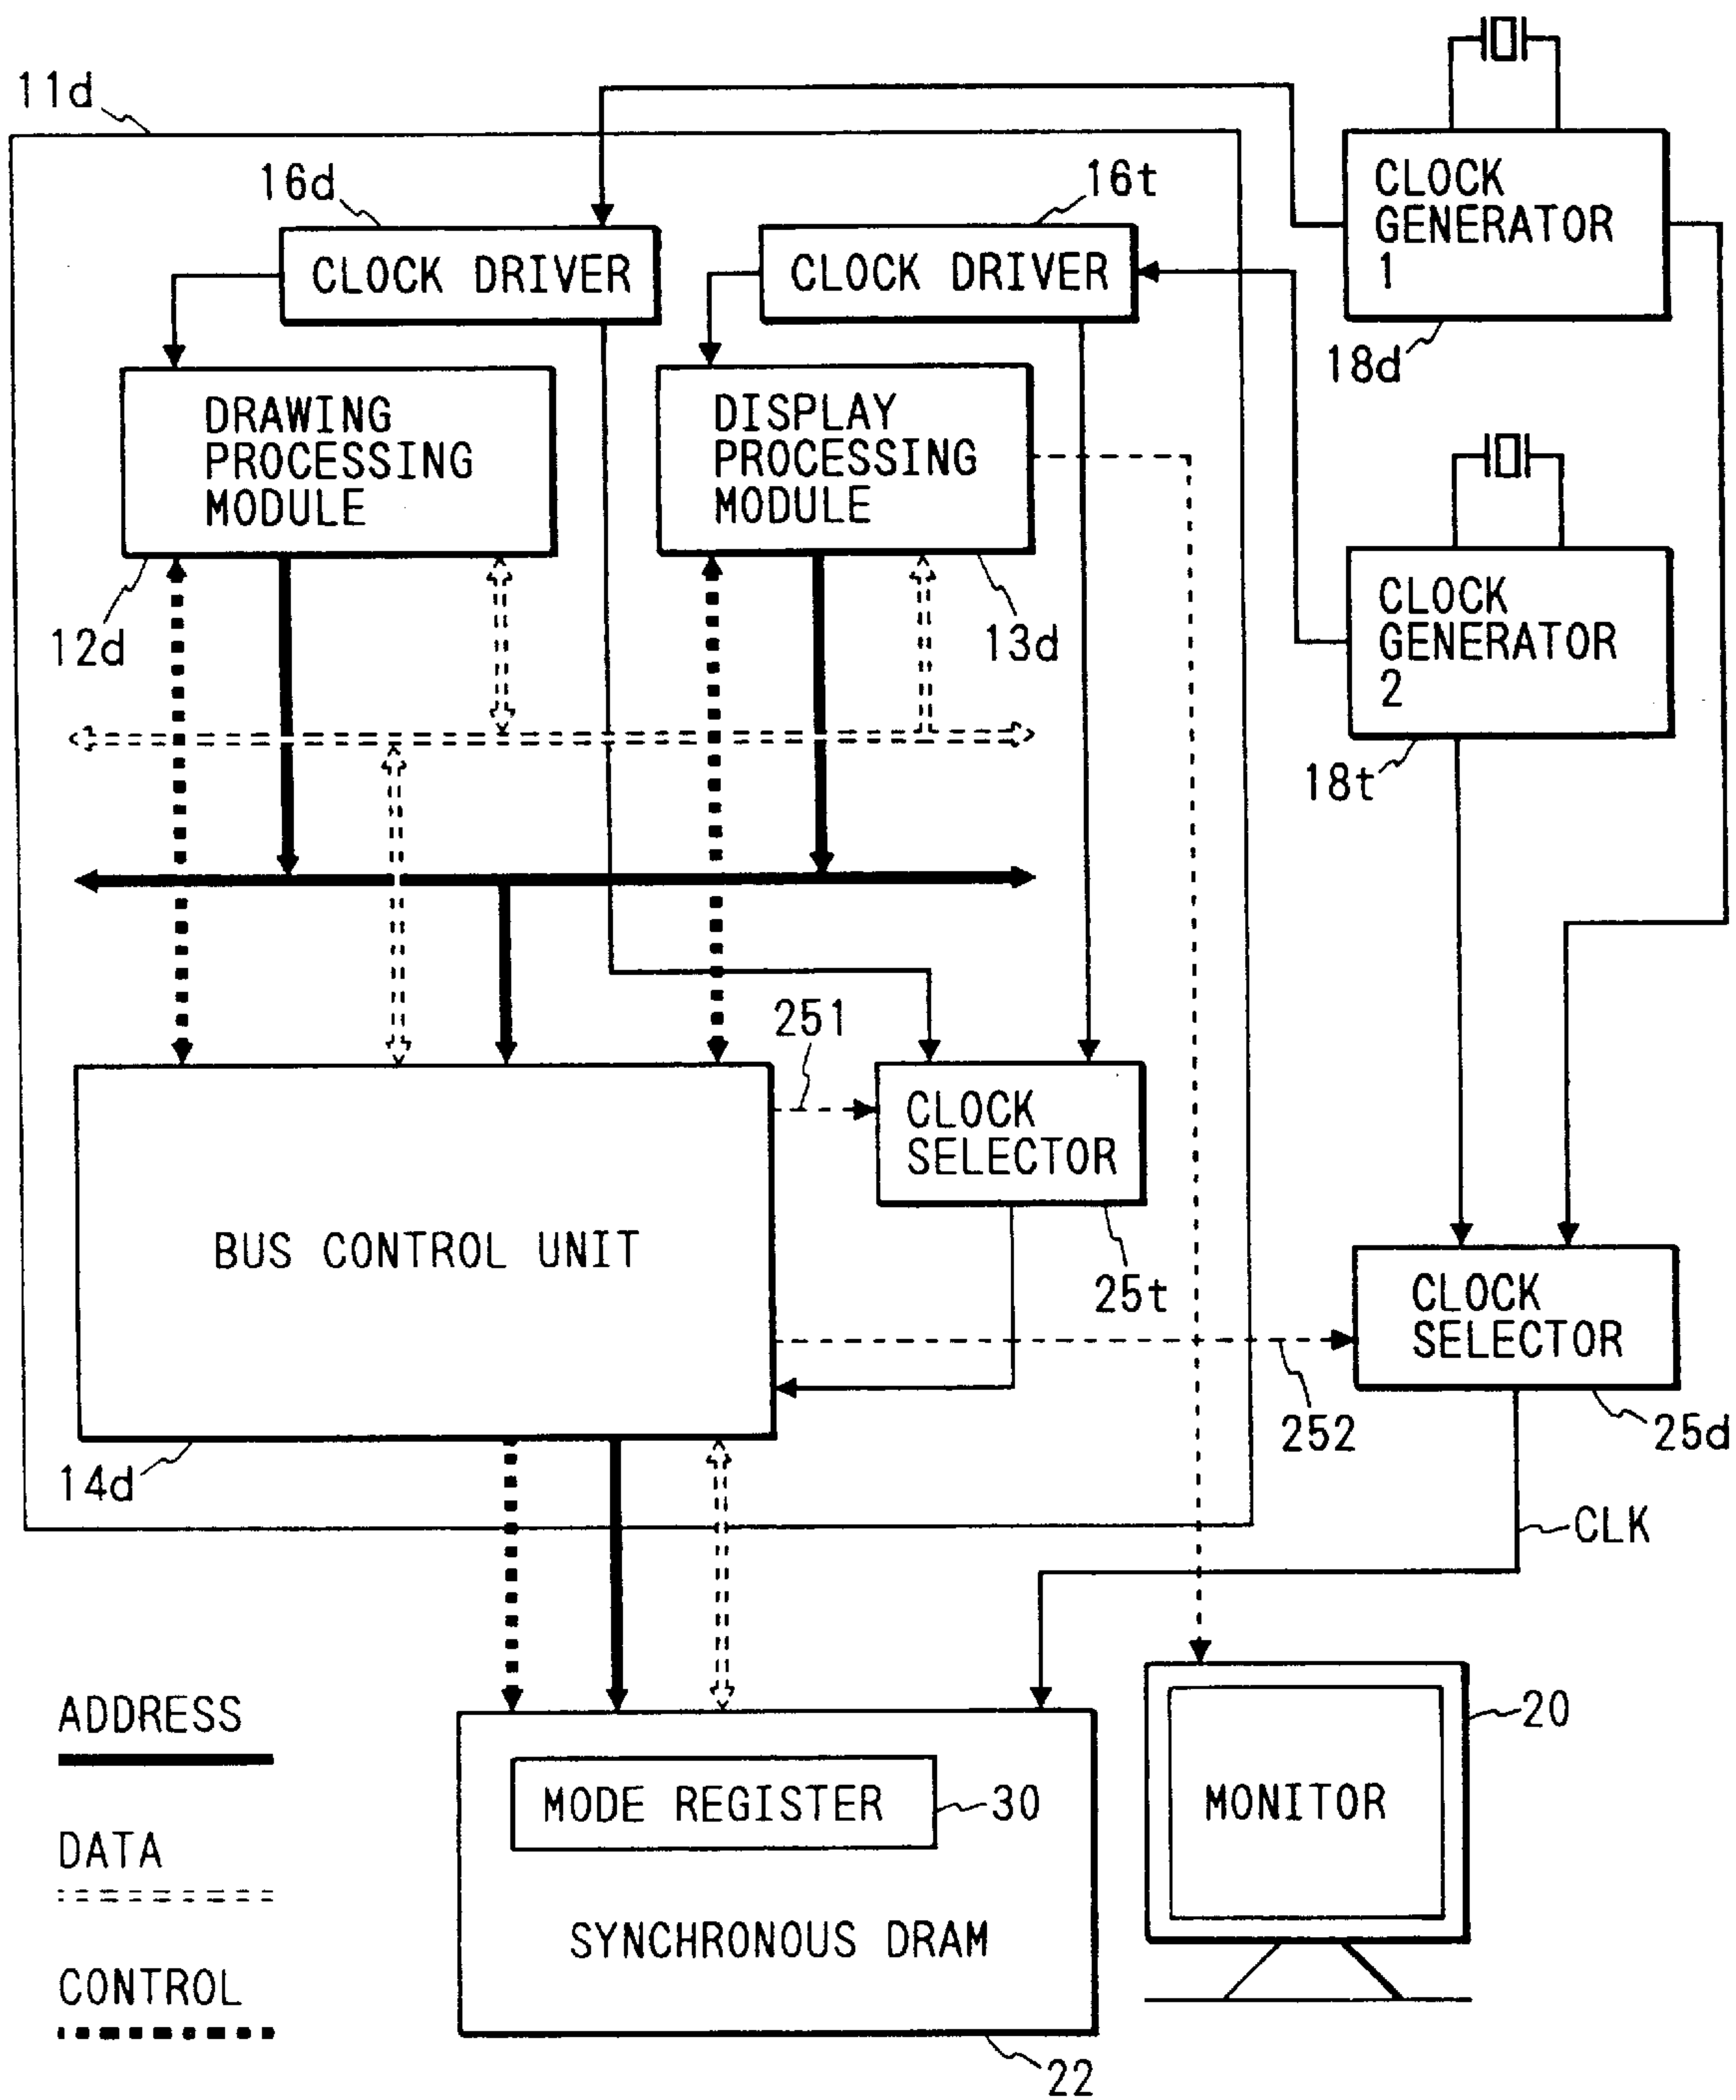 11d
16d
16t
CLOCK
GENERATOR
1
CLOCK DRIVER
CLOCK DRIVER
18d
DRAWING
PROCESSING
MODULE
DISPLAY
PROCESSING
MODULE
12d
13d
CLOCK
GENERATOR
2
18t
251
CLOCK
SELECTOR
BUS CONTROL UNIT
25t
CLOCK
SELECTOR
252
25d
14d
CLK
ADDRESS
20
MODE REGISTER
30
MONITOR
DATA
SYNCHRONOUS DRAM
CONTROL
22